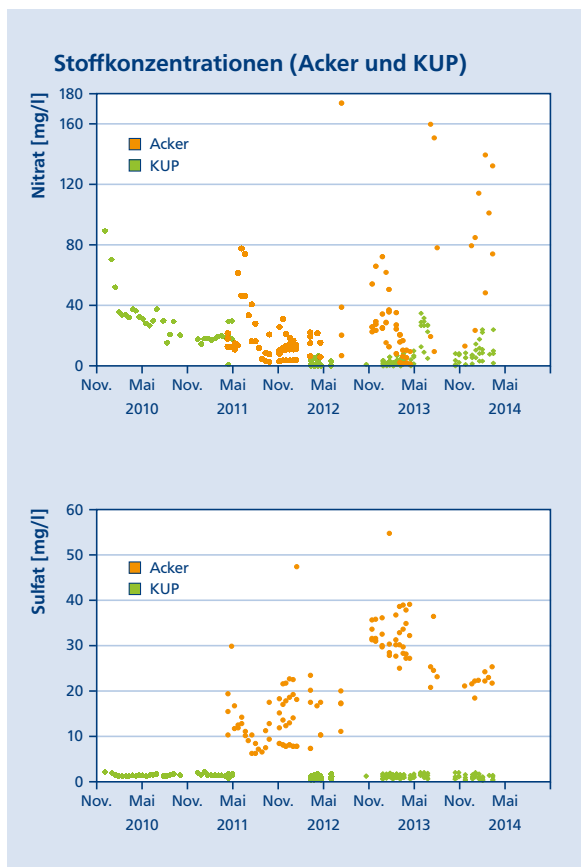 Stoffkonzentrationen (Acker und KUP)
Nitrat [mg/l]
180
160
120
80
40
0
Acker
KUP
Nov. Mai Nov. Mai Nov. Mai Nov. Mai Nov. Mai
2010 2011 2012 2013 2014
Sulfat [mg/l]
60
50
40
30
20
10
0
Acker
KUP
Nov. Mai Nov. Mai Nov. Mai Nov. Mai Nov. Mai
2010 2011 2012 2013 2014